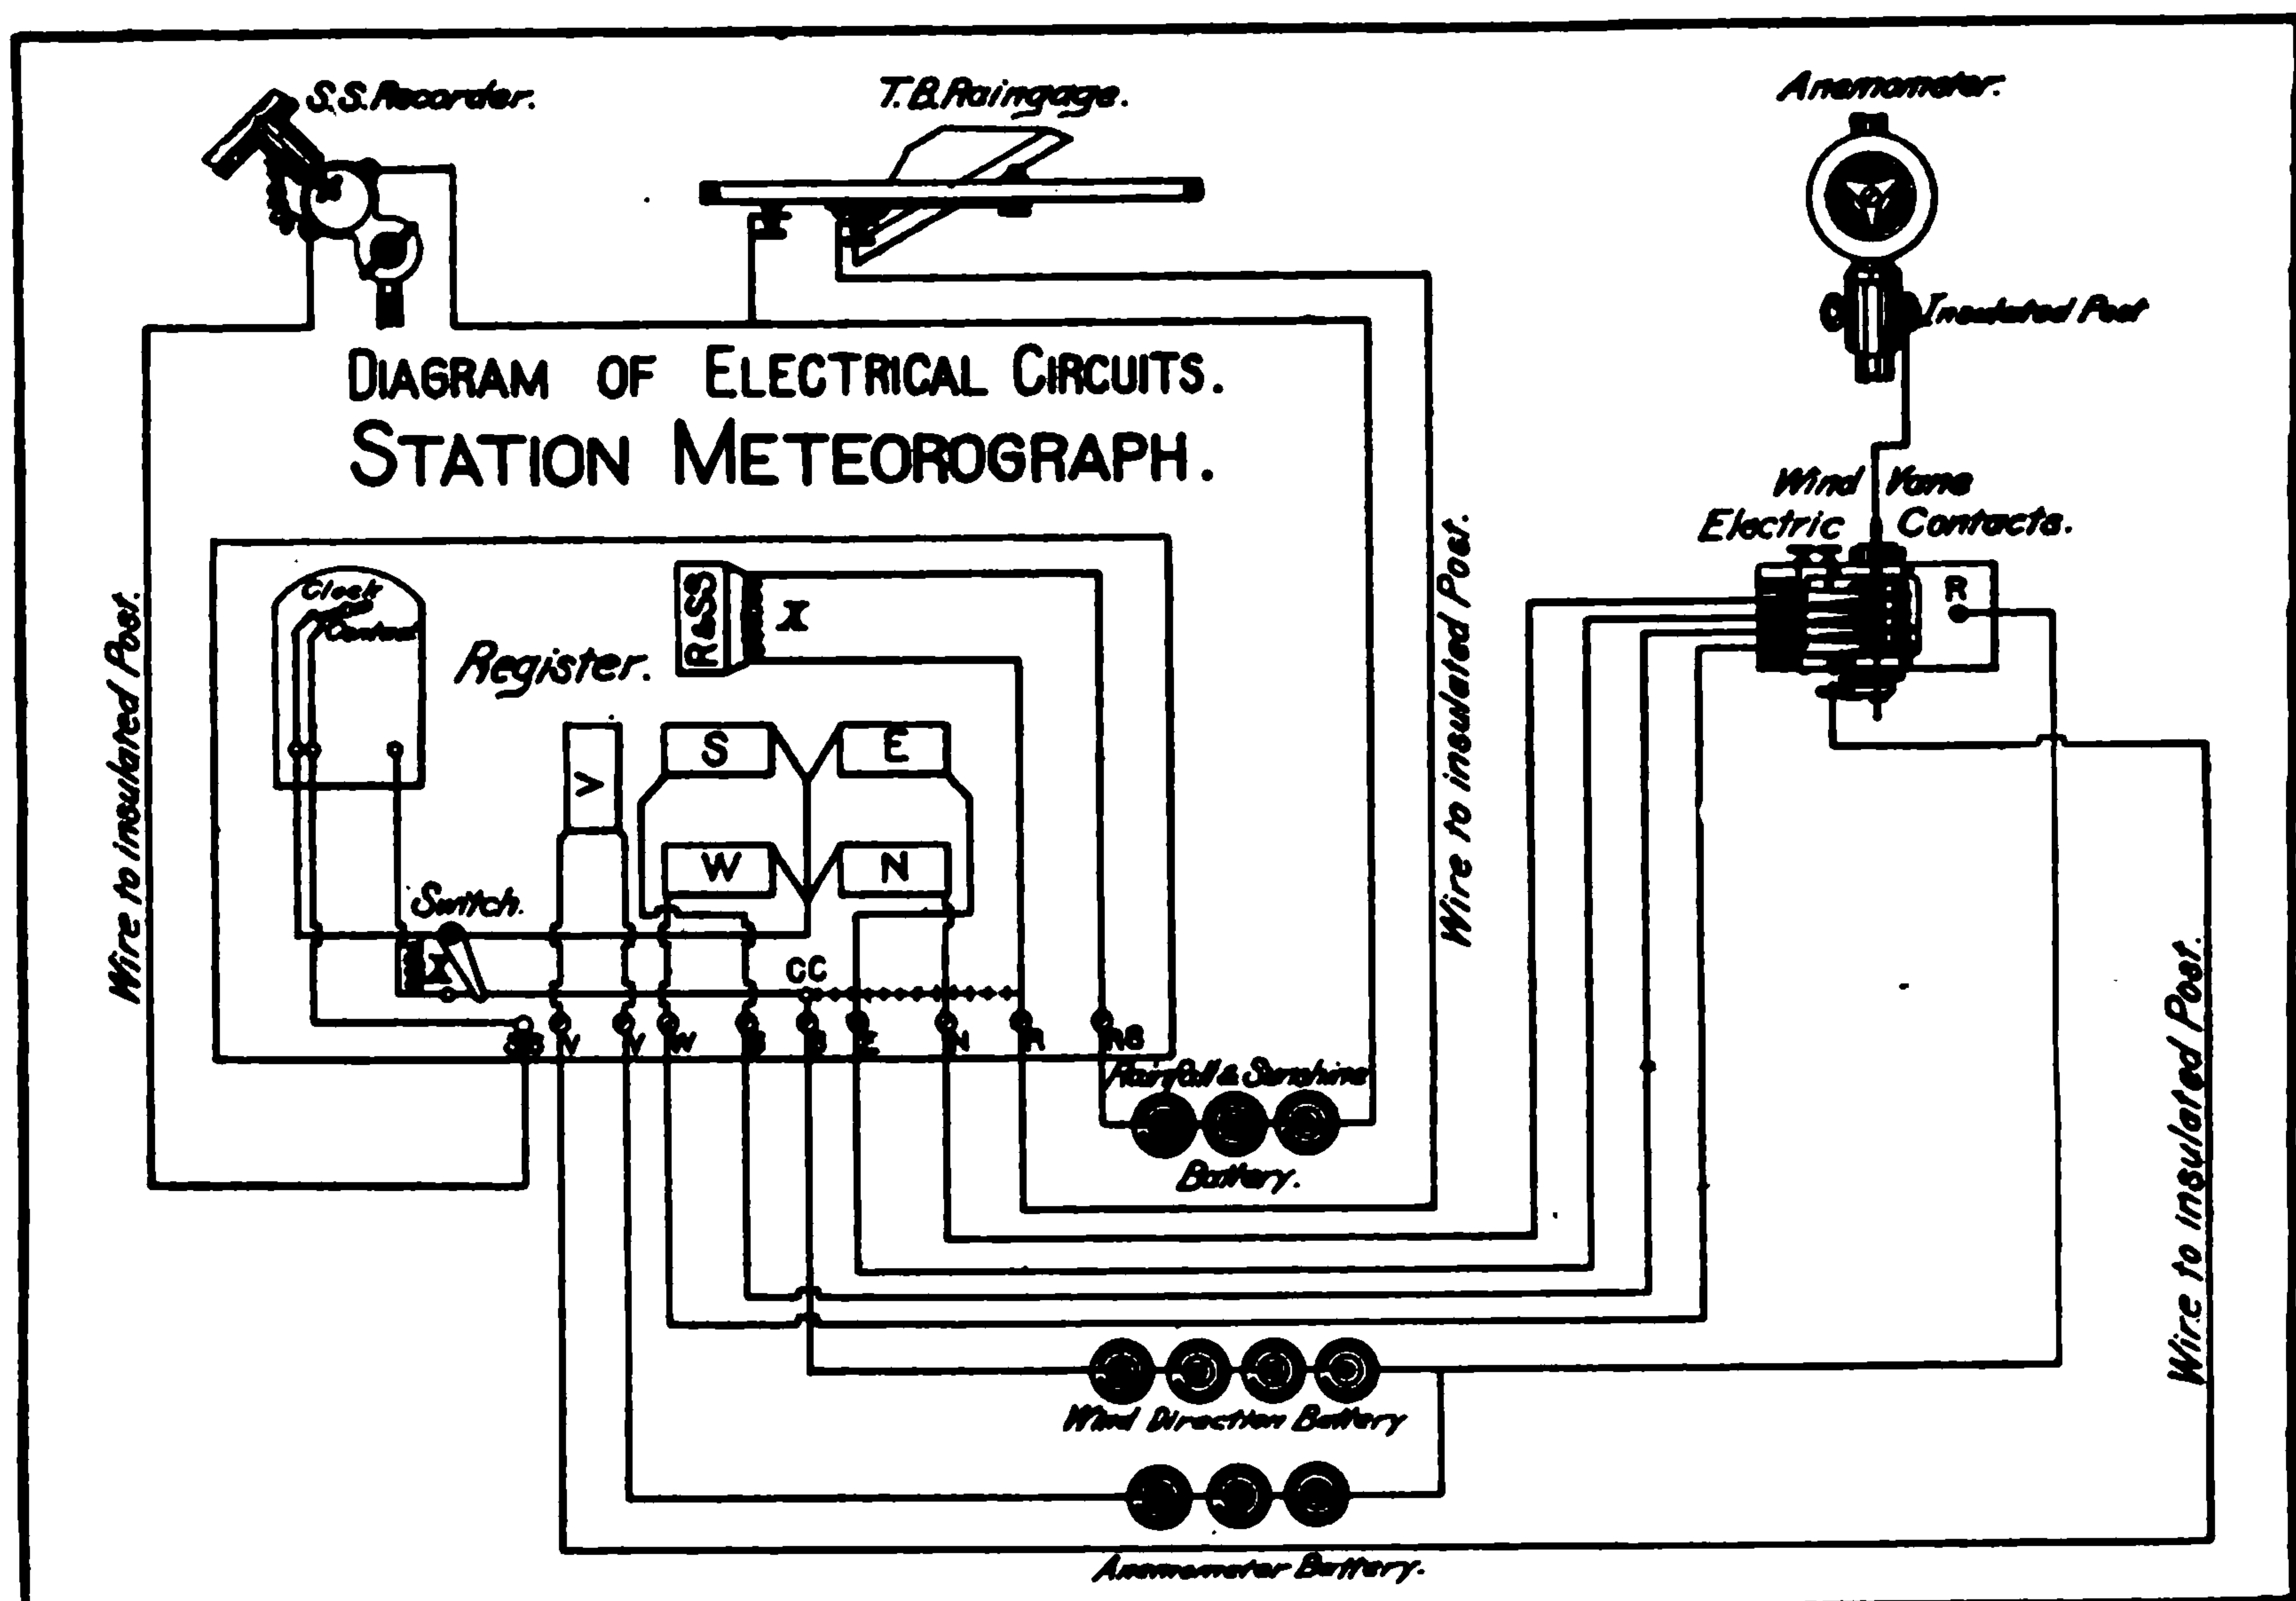 S.S. Recorder.
T.B. Raingage.
Anemometer.
Insulated Post
DIAGRAM OF ELECTRICAL CIRCUITS.
STATION METEOROGRAPH.
Wind Vane
Electric Contacts.
R
Clock
Contact
Register.
R & SS
X
V
S
E
W
N
Switch.
X
CC
SS V V W S B E N R RS
Rainfall & Sunshine
Battery.
Wire to insulated Post.
Wire to insulated Post.
Wire to insulated Post.
Wind Direction Battery
Anemometer Battery.